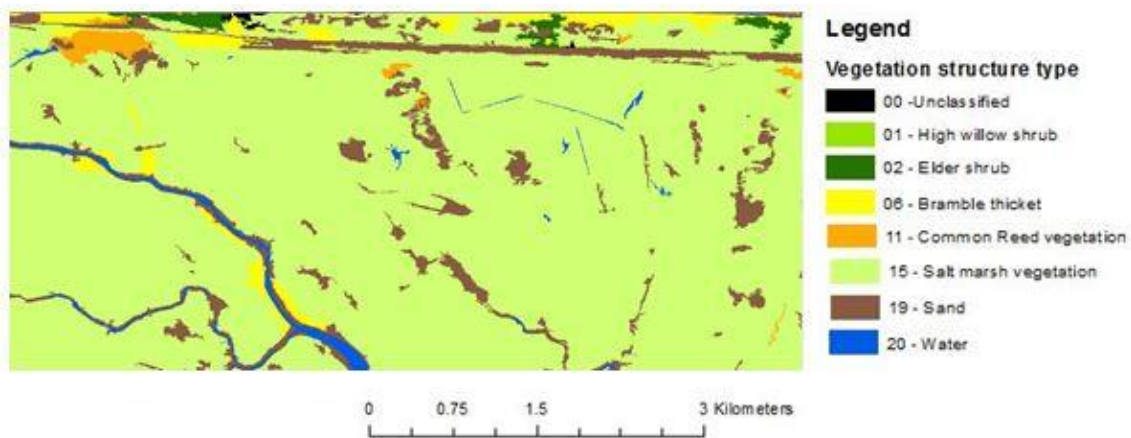 Legend
Vegetation structure type
00 -Unclassified
01 - High willow shrub
02 - Elder shrub
06 - Bramble thicket
11 - Common Reed vegetation
15 - Salt marsh vegetation
19 - Sand
20 - Water
0 0.75 1.5 3 Kilometers